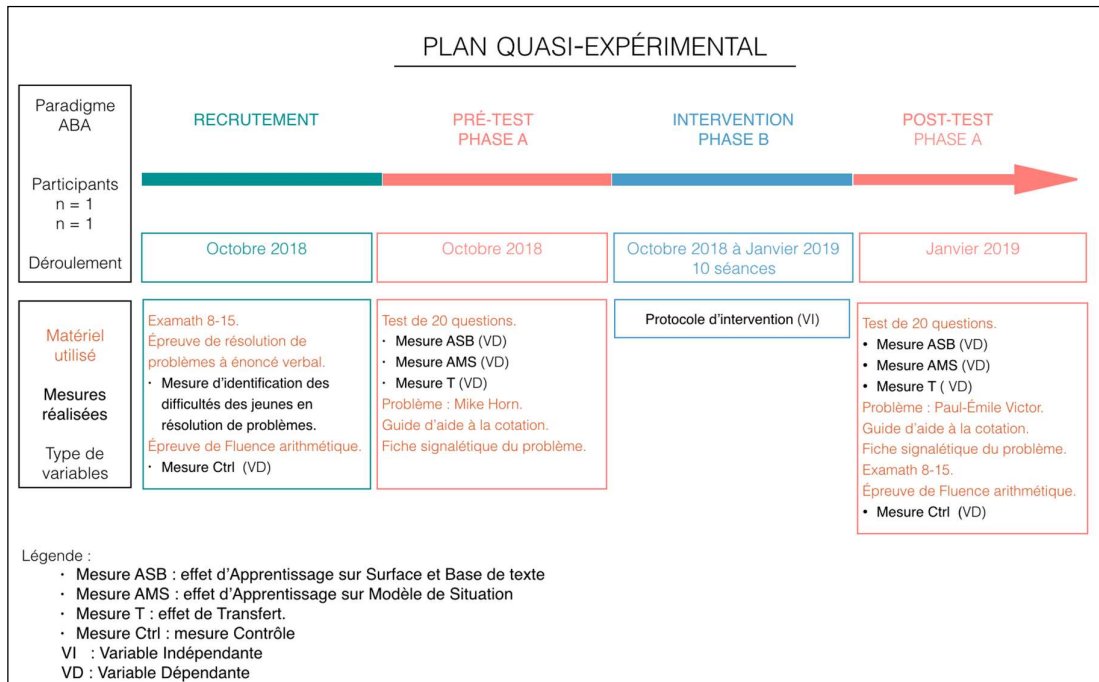 PLAN QUASI-EXPÉRIMENTAL
Paradigme
ABA
Participants
n = 1
n = 1
Déroulement
RECRUTEMENT
PRÉ-TEST
PHASE A
INTERVENTION
PHASE B
POST-TEST
PHASE A
Octobre 2018
Octobre 2018
Octobre 2018 à Janvier 2019
10 séances
Janvier 2019
Matériel
utilisé
Mesures
réalisées
Type de
variables
Examath 8-15.
Épreuve de résolution de
problèmes à énoncé verbal.
· Mesure d'identification des
difficultés des jeunes en
résolution de problèmes.
Épreuve de Fluence arithmétique.
· Mesure Ctrl (VD)
Test de 20 questions.
· Mesure ASB (VD)
· Mesure AMS (VD)
· Mesure T (VD)
Problème : Mike Horn.
Guide d'aide à la cotation.
Fiche signalétique du problème.
Protocole d'intervention (VI)
Test de 20 questions.
• Mesure ASB (VD)
• Mesure AMS (VD)
• Mesure T ( VD)
Problème : Paul-Émile Victor.
Guide d'aide à la cotation.
Fiche signalétique du problème.
Examath 8-15.
Épreuve de Fluence arithmétique.
• Mesure Ctrl (VD)
Légende :
· Mesure ASB : effet d'Apprentissage sur Surface et Base de texte
· Mesure AMS : effet d'Apprentissage sur Modèle de Situation
· Mesure T : effet de Transfert.
· Mesure Ctrl : mesure Contrôle
VI : Variable Indépendante
VD : Variable Dépendante